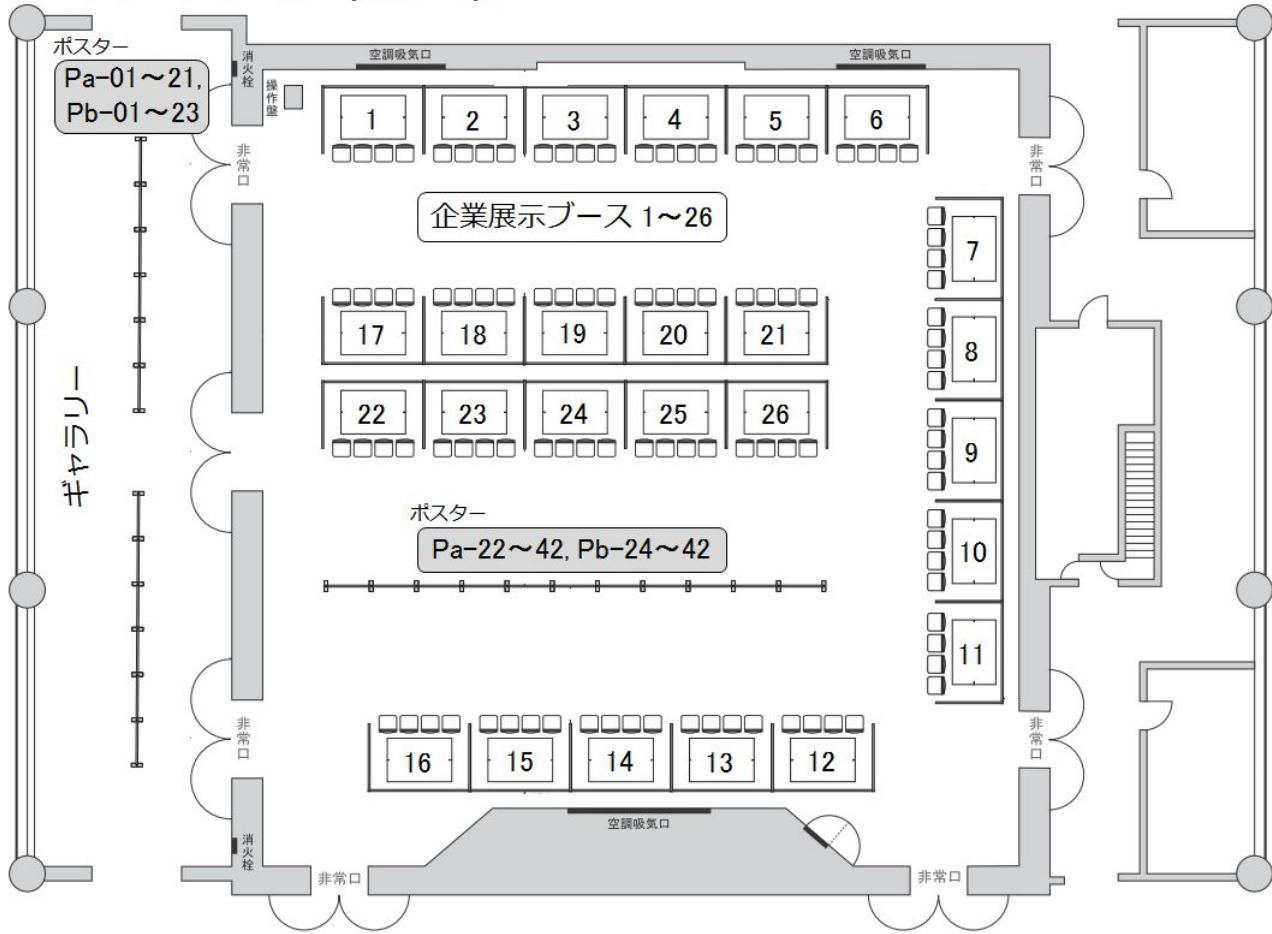 ポスター
Pa-01～21,
Pb-01～23
消火栓
操作盤
空調吸気口
空調吸気口
1
2
3
4
5
6
非常口
非常口
企業展示ブース 1～26
7
8
9
10
11
17
18
19
20
21
22
23
24
25
26
ギャラリー
ポスター
Pa-22～42, Pb-24～42
非常口
非常口
16
15
14
13
12
空調吸気口
消火栓
非常口
非常口